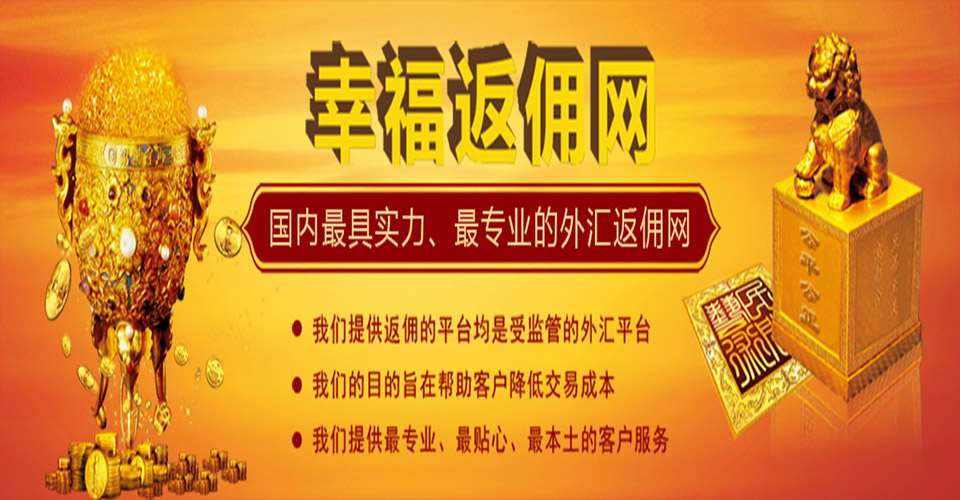 幸福返佣网
国内最具实力、最专业的外汇返佣网
我们提供返佣的平台均是受监管的外汇平台
我们的目的旨在帮助客户降低交易成本
我们提供最专业、最贴心、最本土的客户服务